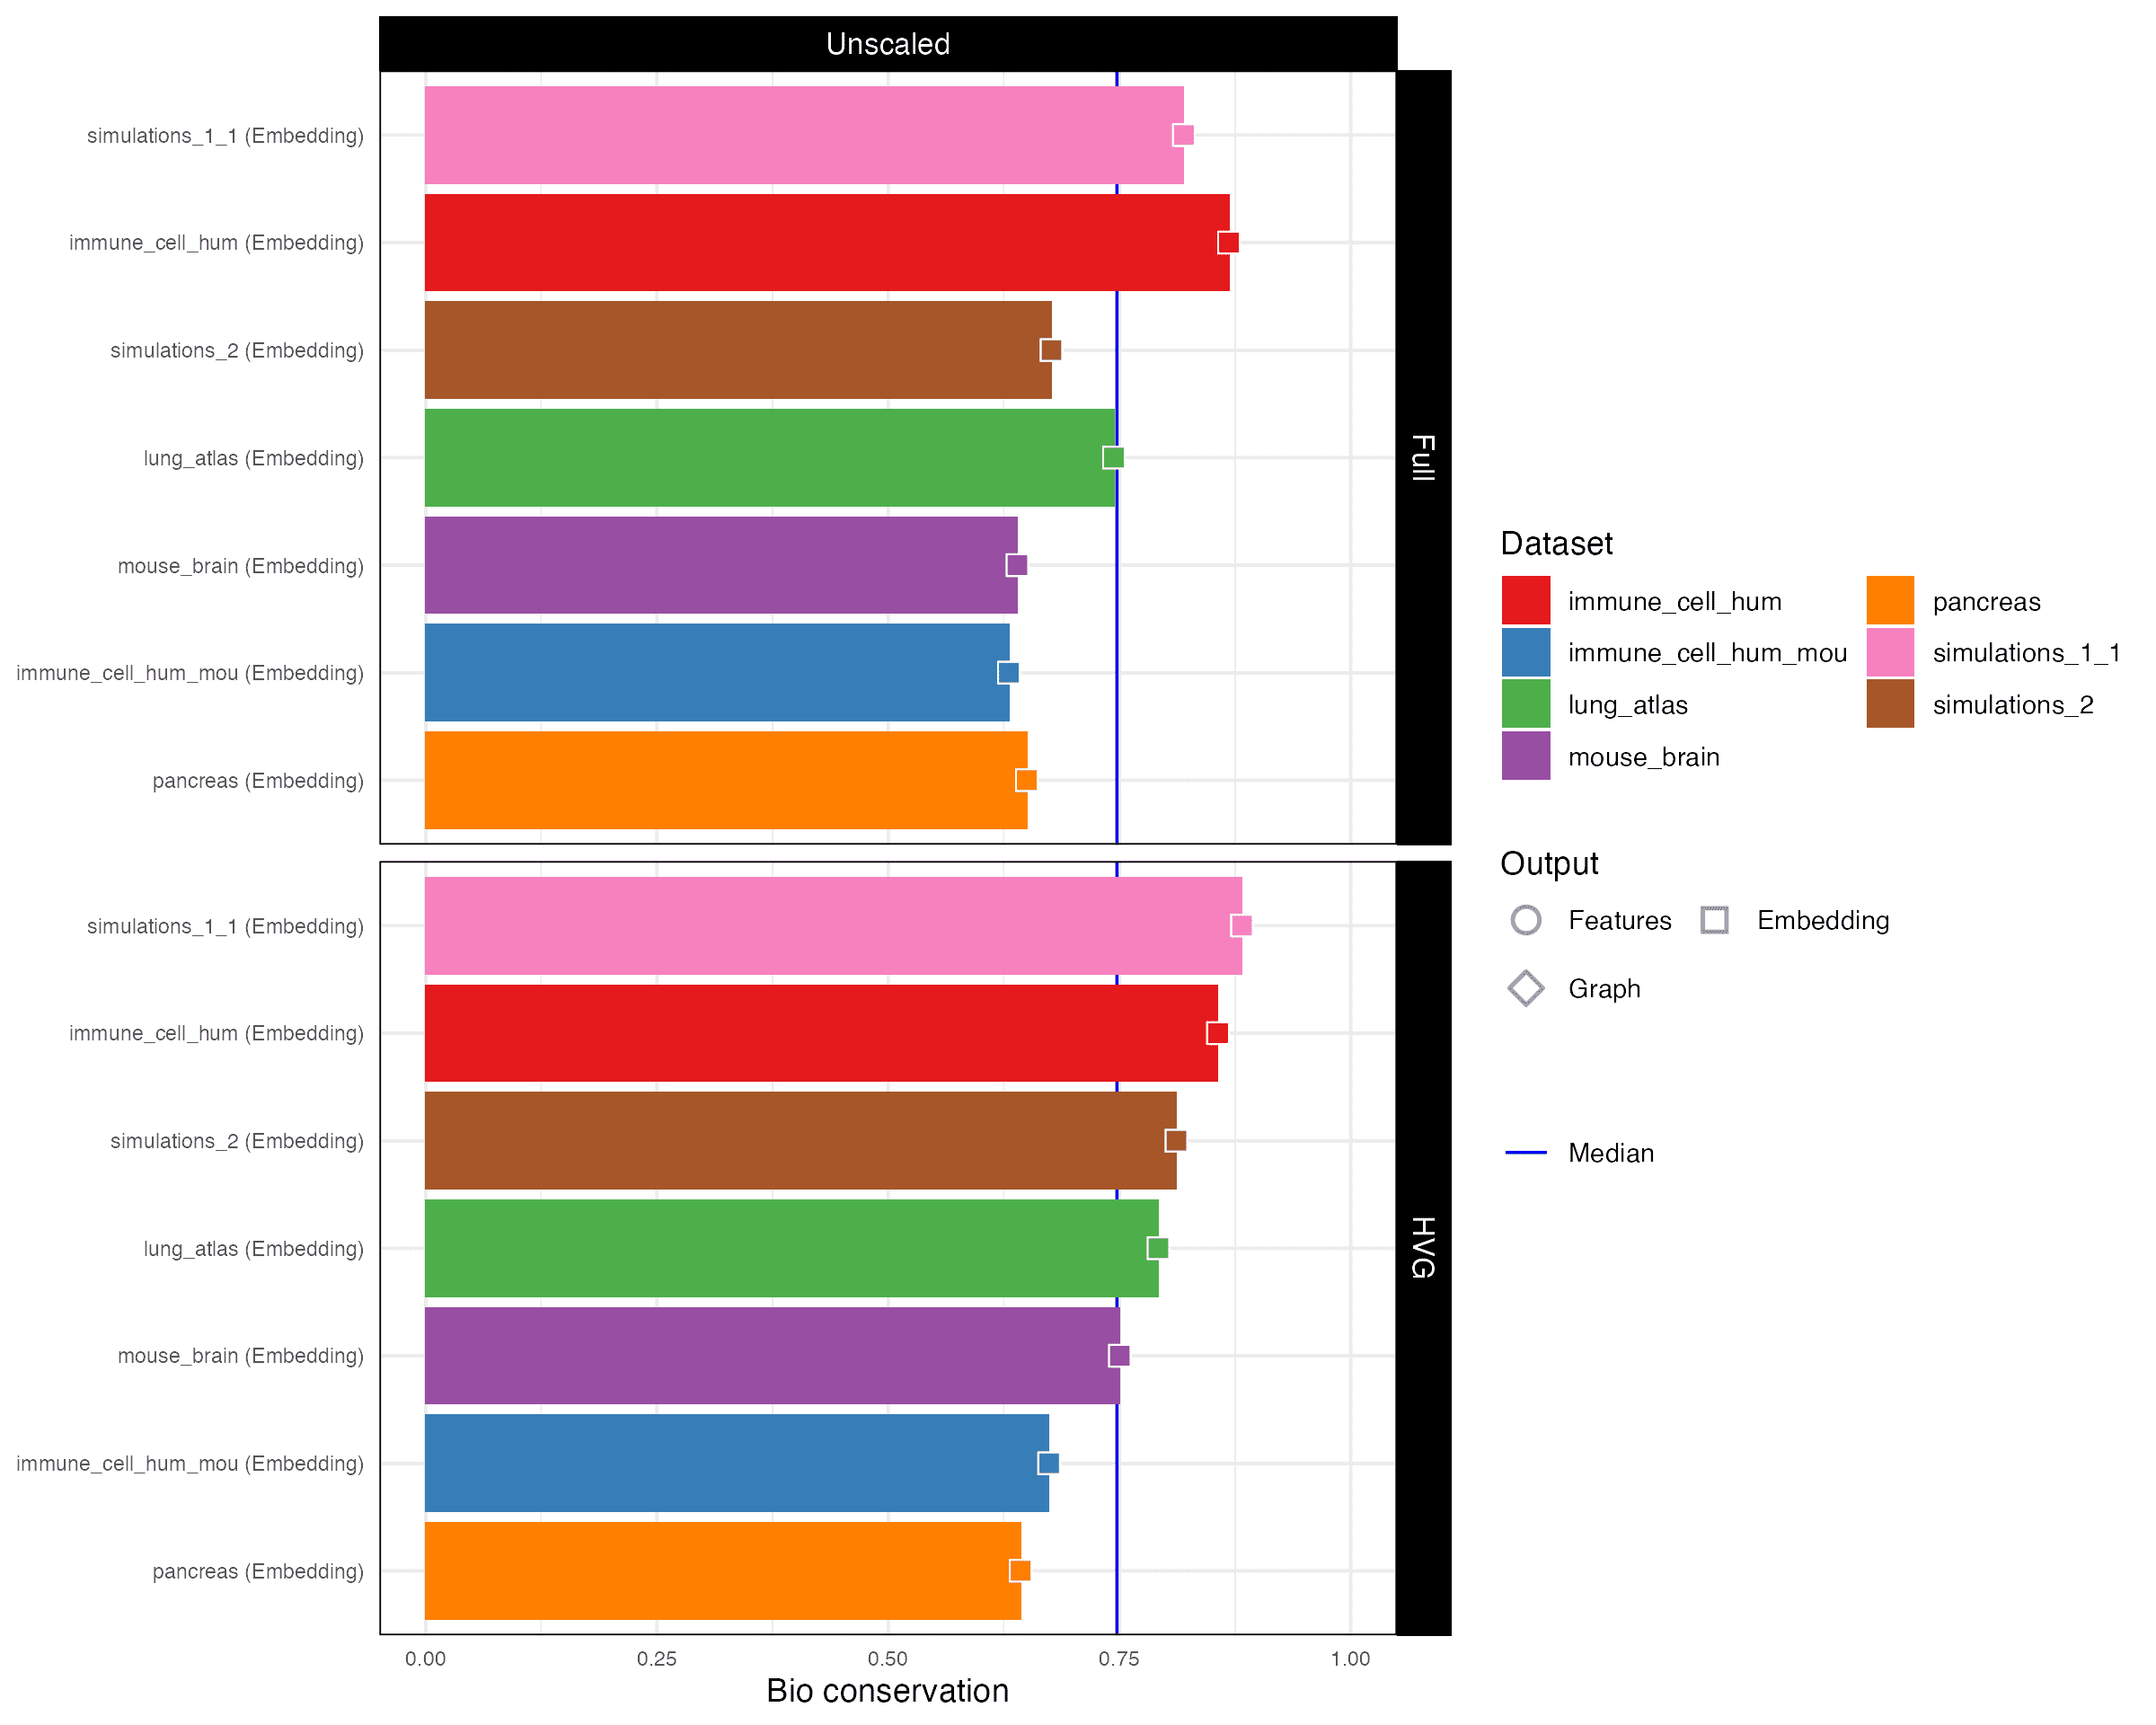 Unscaled
simulations_1_1 (Embedding)
immune_cell_hum (Embedding)
simulations_2 (Embedding)
lung_atlas (Embedding)
mouse_brain (Embedding)
immune_cell_hum_mou (Embedding)
pancreas (Embedding)
Full
simulations_1_1 (Embedding)
immune_cell_hum (Embedding)
simulations_2 (Embedding)
lung_atlas (Embedding)
mouse_brain (Embedding)
immune_cell_hum_mou (Embedding)
pancreas (Embedding)
HVG
0.00 0.25 0.50 0.75 1.00
Bio conservation
Dataset
immune_cell_hum pancreas
immune_cell_hum_mou simulations_1_1
lung_atlas simulations_2
mouse_brain
Output
Features Embedding
Graph
Median